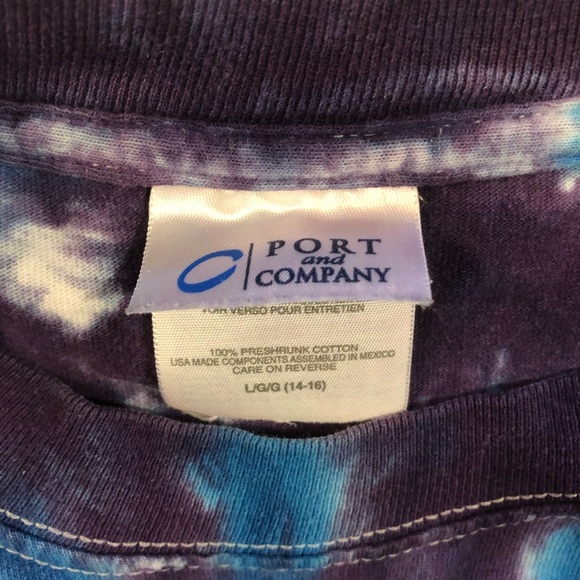 PORT
and
COMPANY
VOIR VERSO POUR ENTRETIEN
100% PRESHRUNK COTTON
USA MADE COMPONENTS ASSEMBLED IN MEXICO
CARE ON REVERSE
L/G/G (14-16)